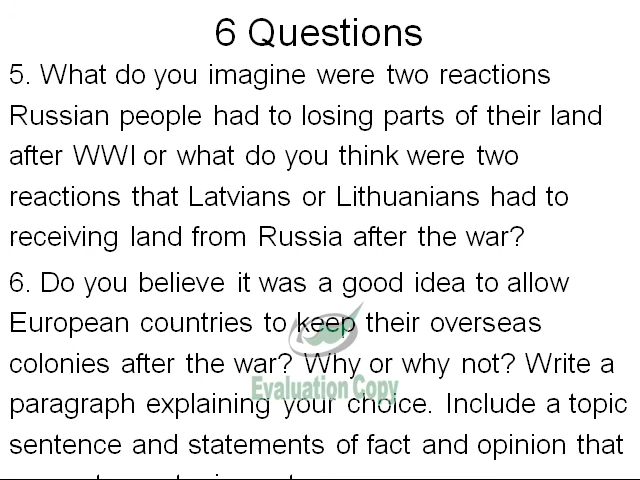 6 Questions
5. What do you imagine were two reactions
Russian people had to losing parts of their land
after WWI or what do you think were two
reactions that Latvians or Lithuanians had to
receiving land from Russia after the war?
6. Do you believe it was a good idea to allow
European countries to keep their overseas
colonies after the war? Why or why not? Write a
Evaluation Copy
paragraph explaining your choice. Include a topic
sentence and statements of fact and opinion that